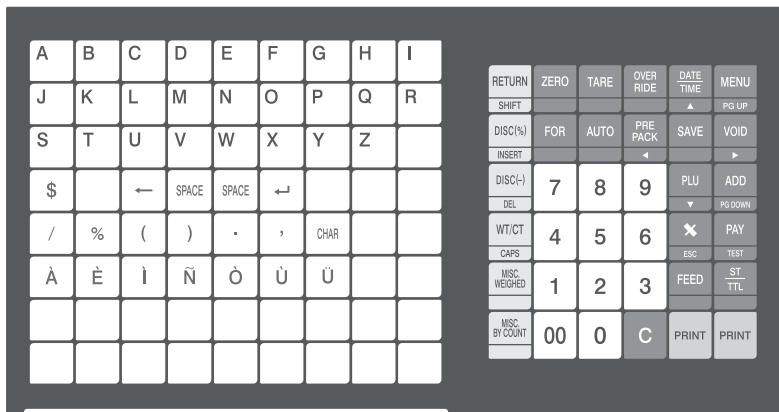 A B C D E F G H I
J K L M N O P Q R
S T U V W X Y Z
$ ← SPACE SPACE ↵
/ % ( ) · , CHAR
À È Ì Ñ Ò Ù Ü
RETURN ZERO TARE OVER RIDE DATE TIME MENU
SHIFT ▲ PG UP
DISC(%) FOR AUTO PRE PACK SAVE VOID
INSERT ◄ ►
DISC(–) 7 8 9 PLU ADD
DEL ▼ PG DOWN
WT/CT 4 5 6 × PAY
CAPS ESC TEST
MISC. WEIGHED 1 2 3 FEED ST TTL
MISC. BY COUNT 00 0 C PRINT PRINT